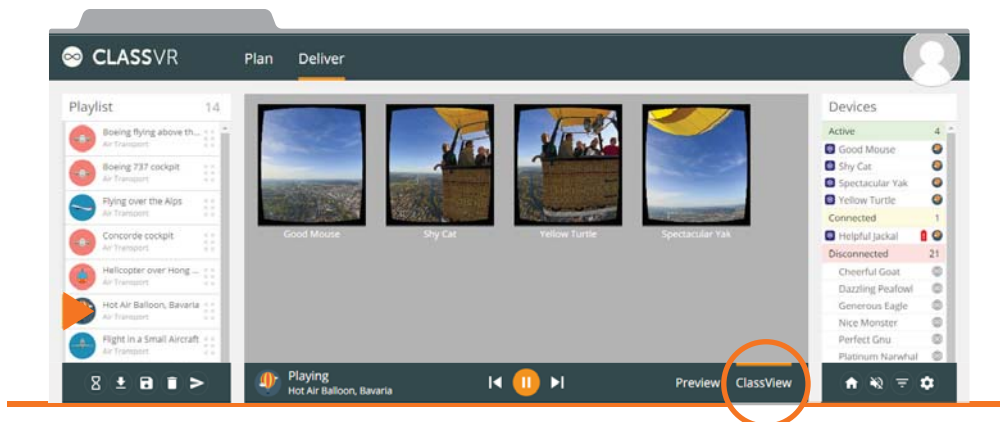 CLASSVR
Plan Deliver
Playlist 14
Boeing flying above th...
Air Transport
Boeing 737 cockpit
Air Transport
Flying over the Alps
Air Transport
Concorde cockpit
Air Transport
Helicopter over Hong ...
Air Transport
Hot Air Balloon, Bavaria
Air Transport
Flight in a Small Aircraft
Air Transport
Good Mouse
Shy Cat
Yellow Turtle
Spectacular Yak
Playing
Hot Air Balloon, Bavaria
Preview ClassView
Devices
Active 4
Good Mouse
Shy Cat
Spectacular Yak
Yellow Turtle
Connected 1
Helpful Jackal
Disconnected 21
Cheerful Goat
Dazzling Peafowl
Generous Eagle
Nice Monster
Perfect Gnu
Platinum Narwhal